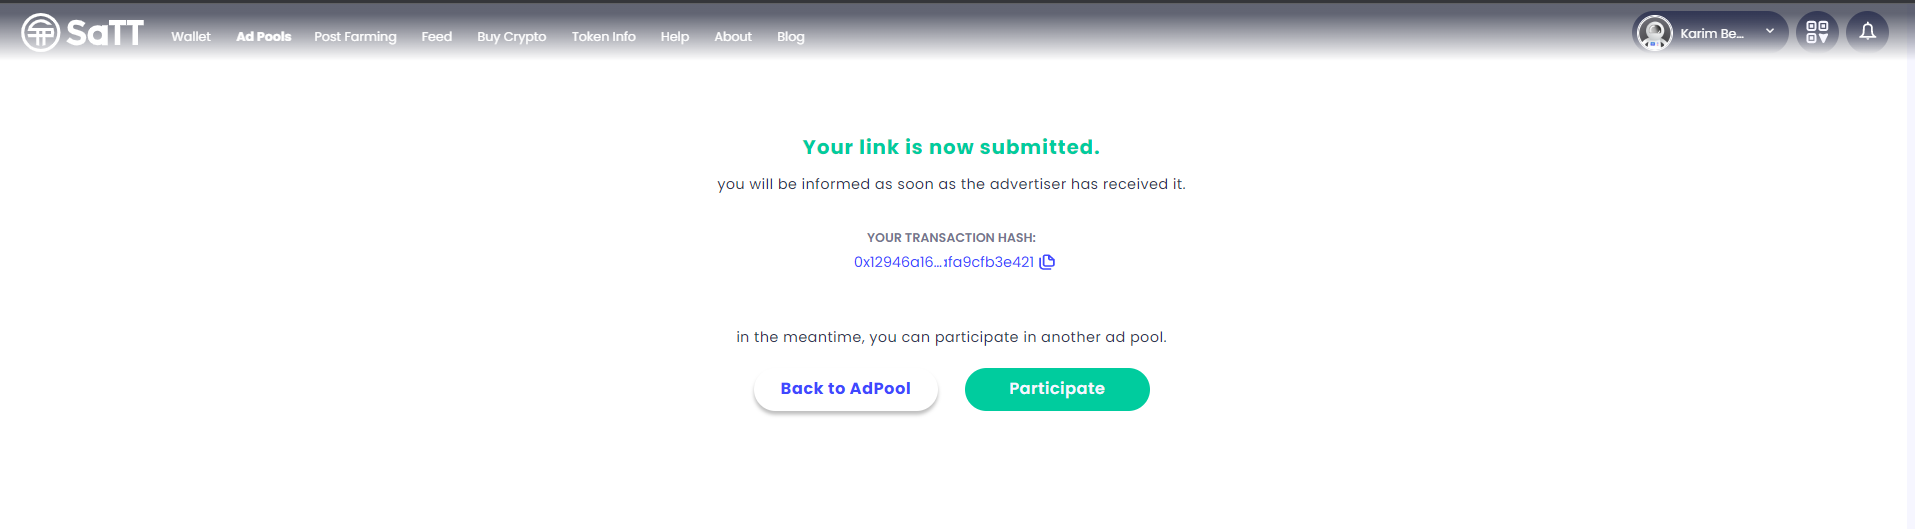 SaTT Wallet Ad Pools Post Farming Feed Buy Crypto Token Info Help About Blog Karim Be...
Your link is now submitted.
you will be informed as soon as the advertiser has received it.
YOUR TRANSACTION HASH:
0x12946a16...afa9cfb3e421
in the meantime, you can participate in another ad pool.
Back to AdPool Participate